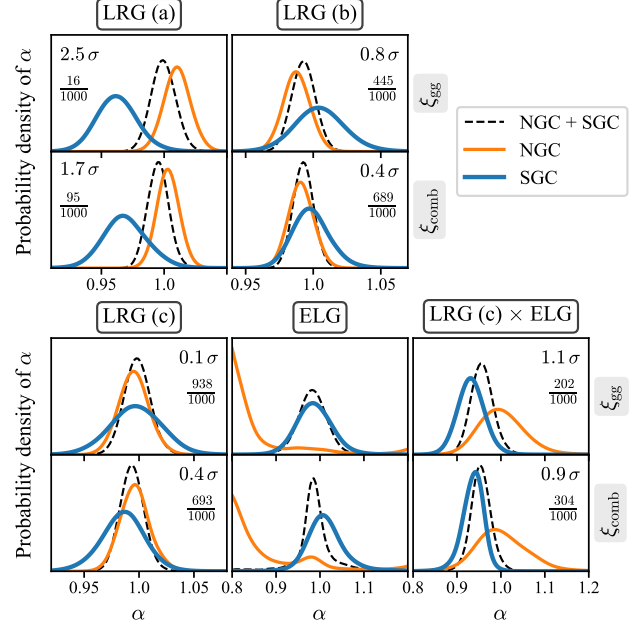 LRG (a)
LRG (b)
Probability density of α
2.5 σ
16/1000
0.8 σ
445/1000
ξgg
NGC + SGC
NGC
SGC
1.7 σ
95/1000
0.4 σ
689/1000
ξcomb
0.95 1.0 0.95 1.0 1.05
LRG (c)
ELG
LRG (c) × ELG
Probability density of α
0.1 σ
938/1000
1.1 σ
202/1000
ξgg
0.4 σ
693/1000
0.9 σ
304/1000
ξcomb
0.95 1.0 1.05 0.8 0.9 1.0 1.1 0.8 0.9 1.0 1.1 1.2
α α α